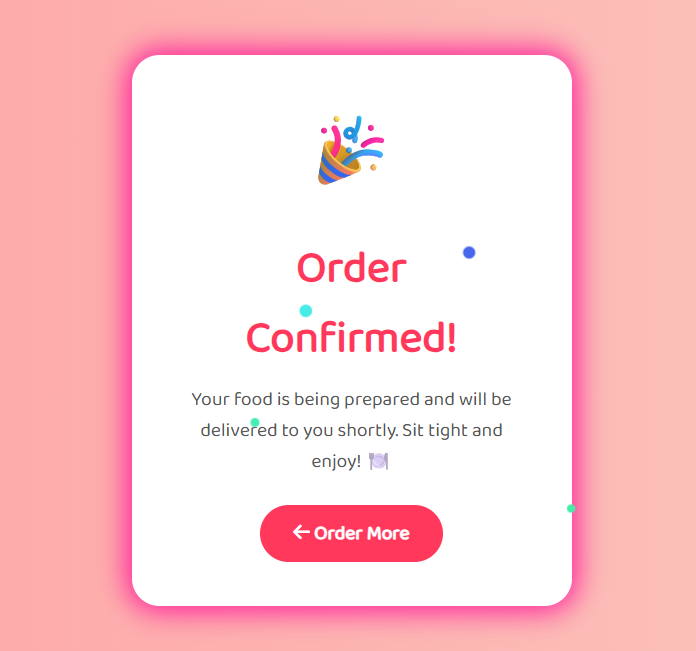 Order
Confirmed!
Your food is being prepared and will be
delivered to you shortly. Sit tight and
enjoy! 🍽️
← Order More